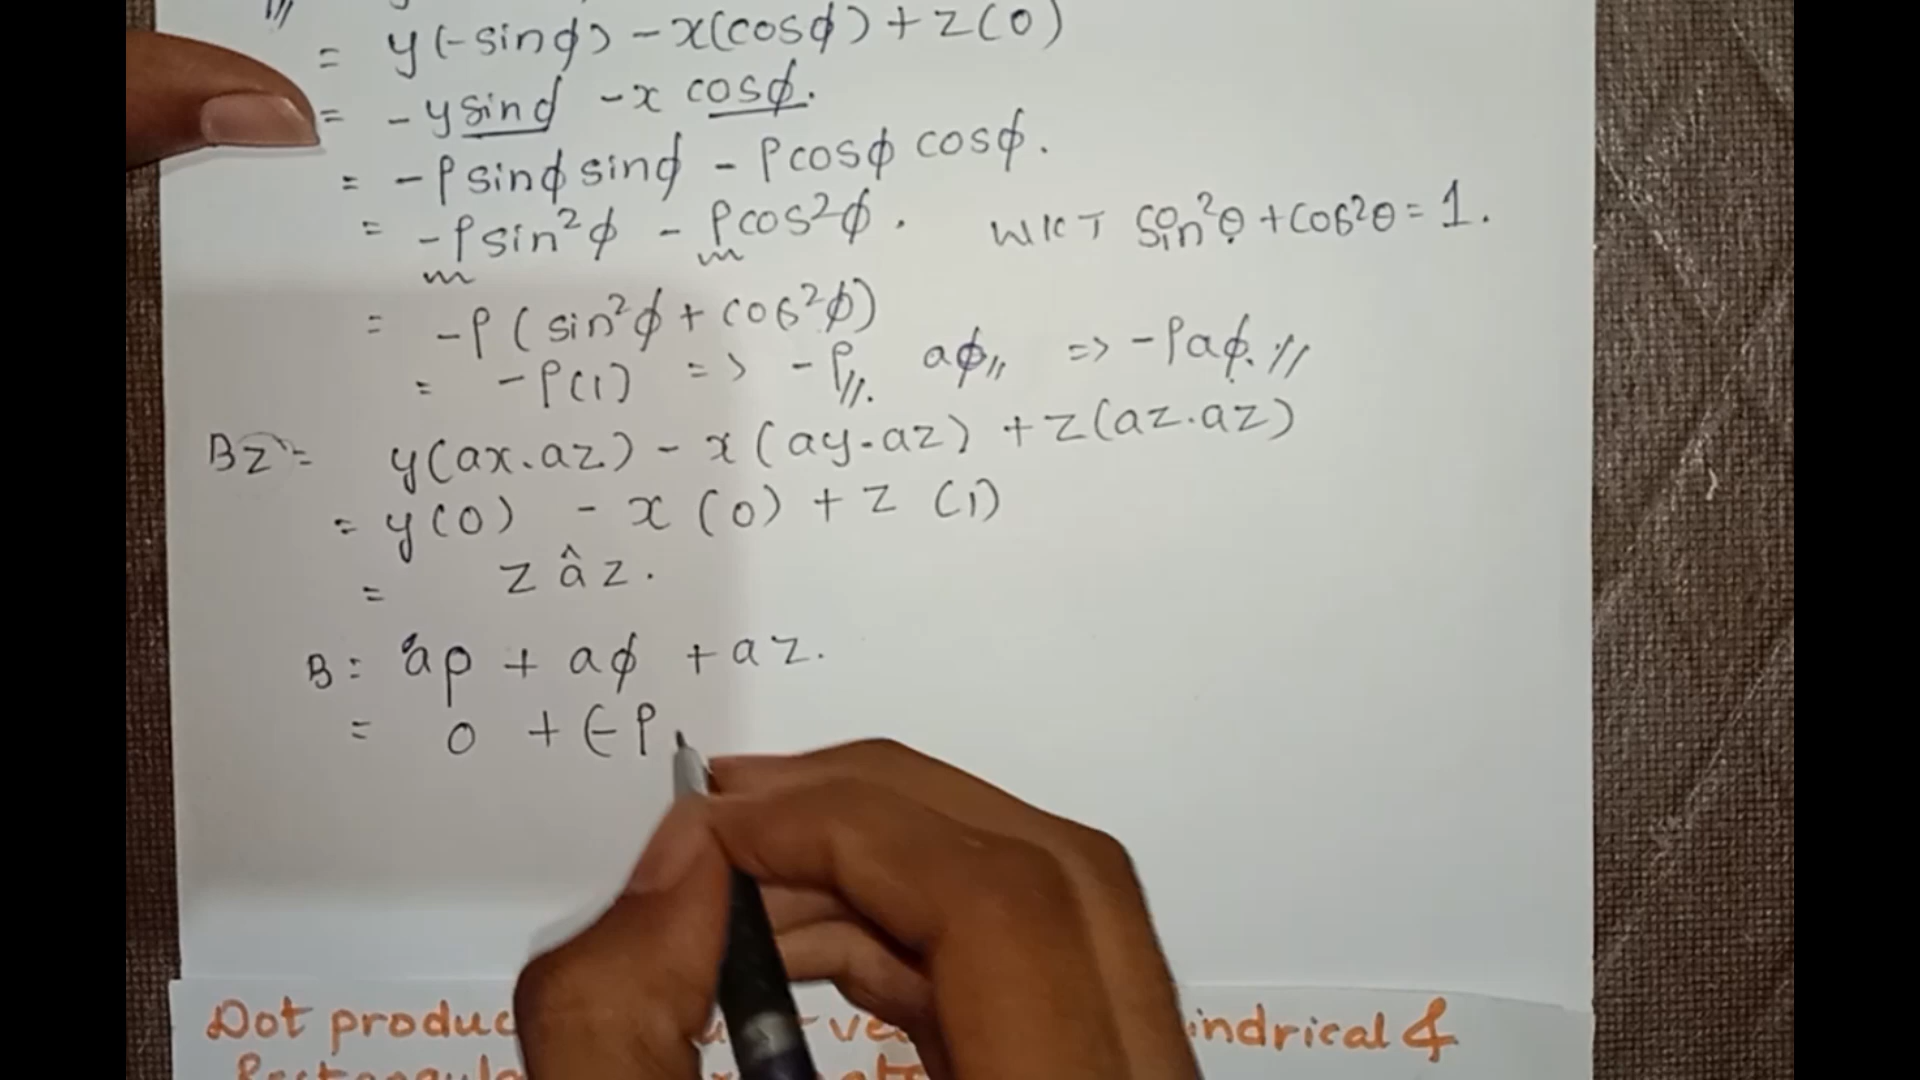 = y(-sinϕ) - x(cosϕ) + z(0)
= - y sinϕ - x cosϕ.
= - ρ sinϕ sinϕ - ρ cosϕ cosϕ.
= - ρ sin²ϕ - ρ cos²ϕ. WKT sin²θ + cos²θ = 1.
= -ρ ( sin²ϕ + cos²ϕ)
= -ρ(1) => -ρ//. aϕ// => -ρaϕ.//
Bz = y(ax.az) - x(ay.az) + z(az.az)
= y(0) - x(0) + z (1)
= z âz.
B = aρ + aϕ + az.
= 0 + (-ρ
Dot indrical &